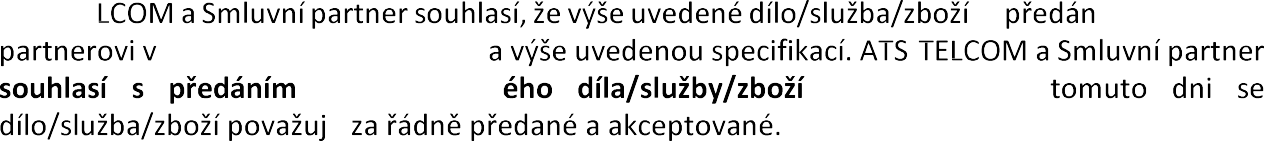 LCOM a Smluvní partner souhlasí, že výše uvedené dílo/služba/zboží předán
partnerovi v a výše uvedenou specifikací. ATS TELCOM a Smluvní partner
souhlasí s předáním ého díla/služby/zboží tomuto dni se
dílo/služba/zboží považuj za řádně předané a akceptované.